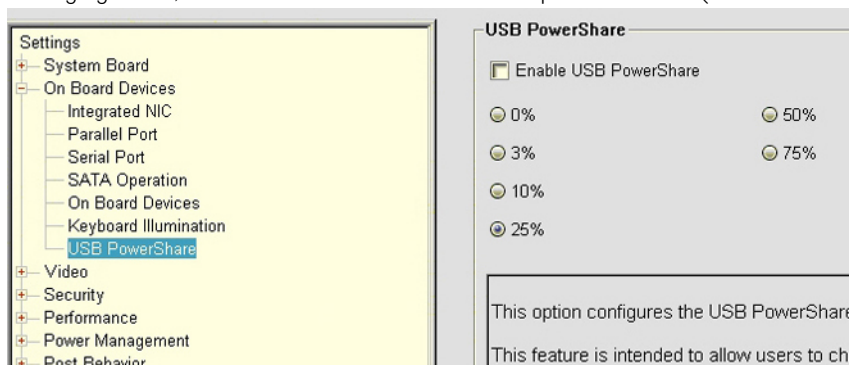 Settings
System Board
On Board Devices
Integrated NIC
Parallel Port
Serial Port
SATA Operation
On Board Devices
Keyboard Illumination
USB PowerShare
Video
Security
Performance
Power Management
Post Behavior
USB PowerShare
Enable USB PowerShare
0% 50%
3% 75%
10%
25%
This option configures the USB PowerShare
This feature is intended to allow users to ch